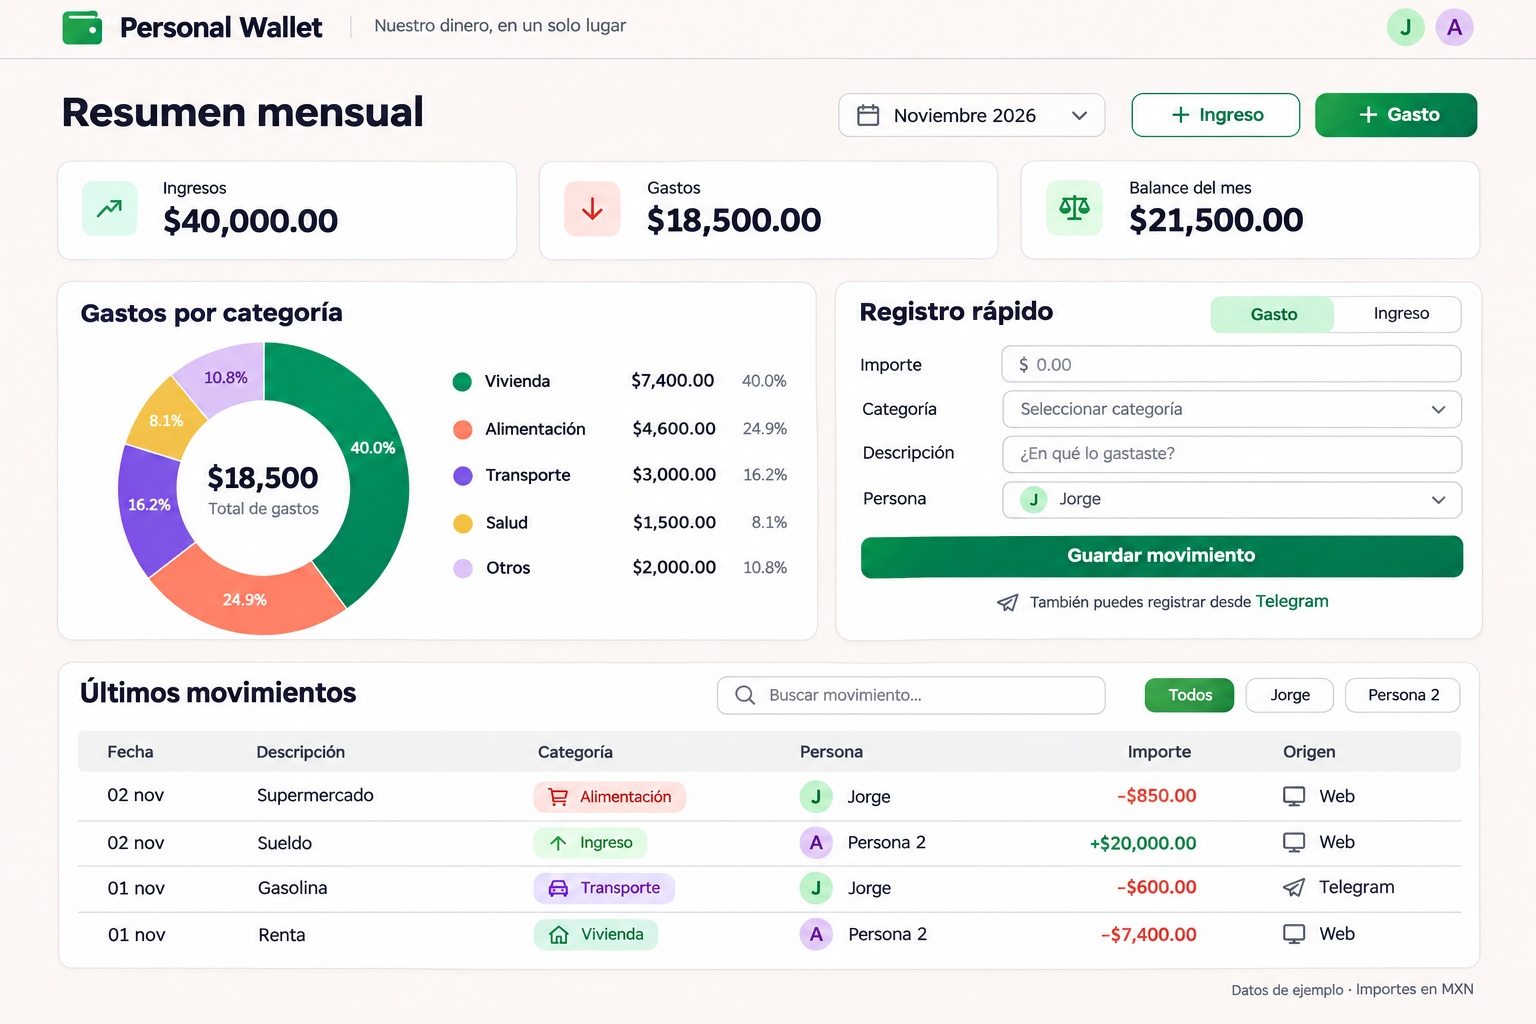 Personal Wallet
Nuestro dinero, en un solo lugar
J
A
Resumen mensual
Noviembre 2026
+ Ingreso
+ Gasto
Ingresos
$40,000.00
Gastos
$18,500.00
Balance del mes
$21,500.00
Gastos por categoría
10.8%
8.1%
40.0%
16.2%
24.9%
$18,500
Total de gastos
Vivienda $7,400.00 40.0%
Alimentación $4,600.00 24.9%
Transporte $3,000.00 16.2%
Salud $1,500.00 8.1%
Otros $2,000.00 10.8%
Registro rápido
Gasto
Ingreso
Importe $ 0.00
Categoría Seleccionar categoría
Descripción ¿En qué lo gastaste?
Persona J Jorge
Guardar movimiento
También puedes registrar desde Telegram
Últimos movimientos
Buscar movimiento...
Todos
Jorge
Persona 2
Fecha Descripción Categoría Persona Importe Origen
02 nov Supermercado Alimentación J Jorge -$850.00 Web
02 nov Sueldo Ingreso A Persona 2 +$20,000.00 Web
01 nov Gasolina Transporte J Jorge -$600.00 Telegram
01 nov Renta Vivienda A Persona 2 -$7,400.00 Web
Datos de ejemplo · Importes en MXN